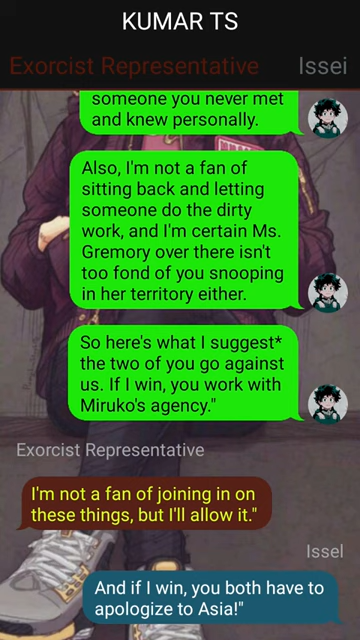 KUMAR TS
Exorcist Representative Issei
someone you never met
and knew personally.
Also, I'm not a fan of
sitting back and letting
someone do the dirty
work, and I'm certain Ms.
Gremory over there isn't
too fond of you snooping
in her territory either.
So here's what I suggest*
the two of you go against
us. If I win, you work with
Miruko's agency."
Exorcist Representative
I'm not a fan of joining in on
these things, but I'll allow it."
Issel
And if I win, you both have to
apologize to Asia!"